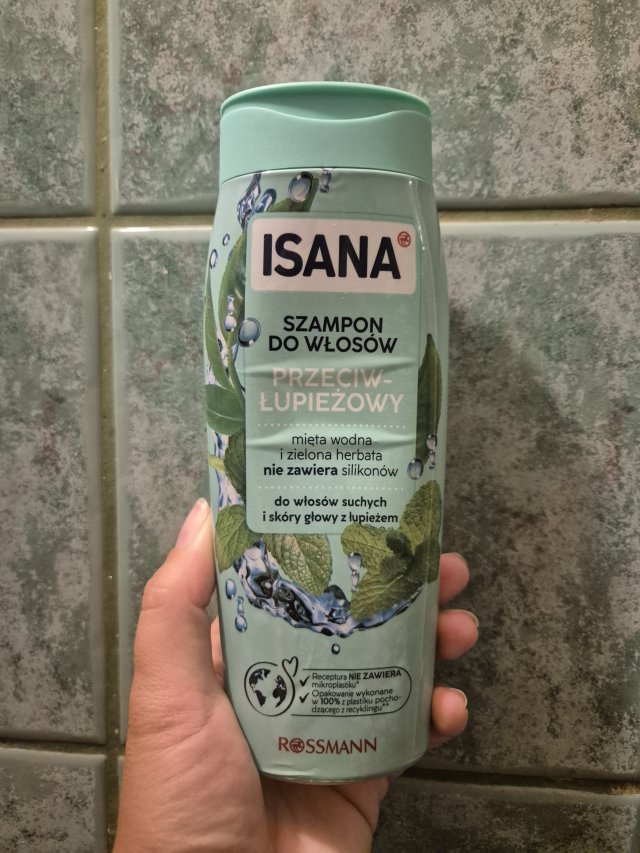 ISANA
SZAMPON
DO WŁOSÓW
PRZECIW-
ŁUPIEŻOWY
mięta wodna
i zielona herbata
nie zawiera silikonów
do włosów suchych
i skóry głowy z łupieżem
Receptura NIE ZAWIERA
mikroplastiku*
Opakowanie wykonane
w 100% z plastiku pocho-
dzącego z recyklingu**
ROSSMANN